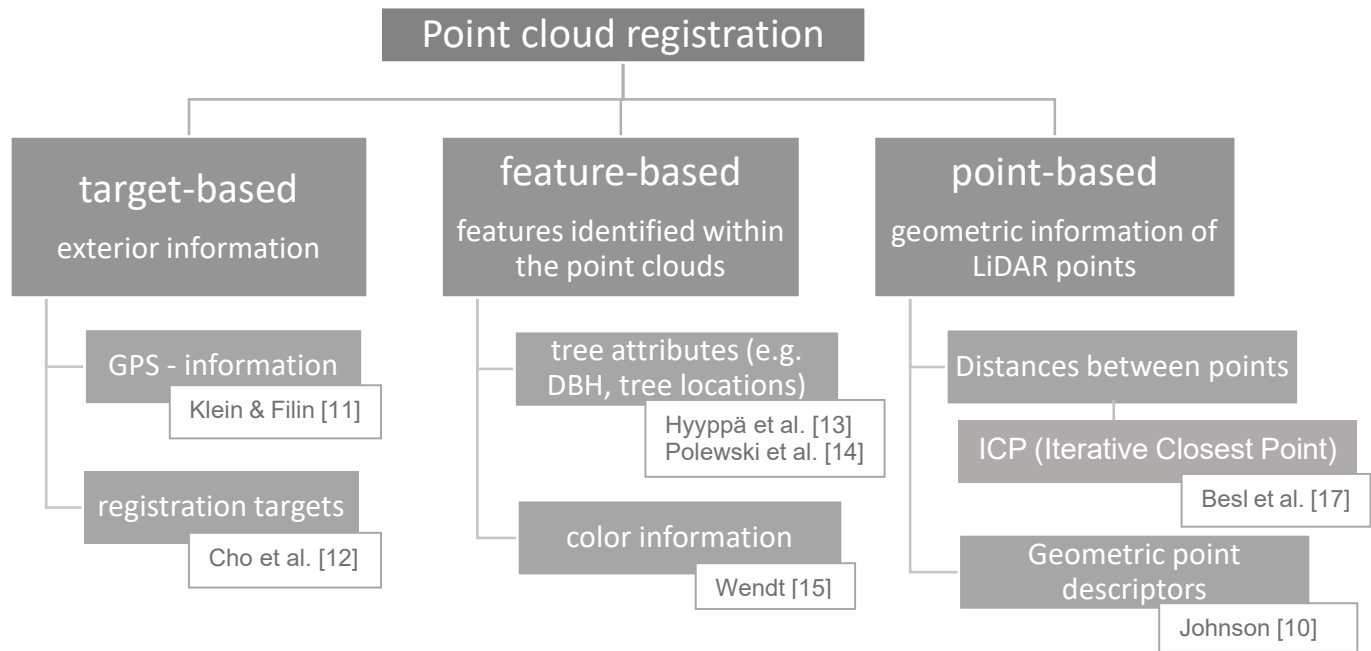 Point cloud registration
target-based
exterior information
GPS - information
Klein & Filin [11]
registration targets
Cho et al. [12]
feature-based
features identified within
the point clouds
tree attributes (e.g.
DBH, tree locations)
Hyyppä et al. [13]
Polewski et al. [14]
color information
Wendt [15]
point-based
geometric information of
LiDAR points
Distances between points
ICP (Iterative Closest Point)
Besl et al. [17]
Geometric point
descriptors
Johnson [10]